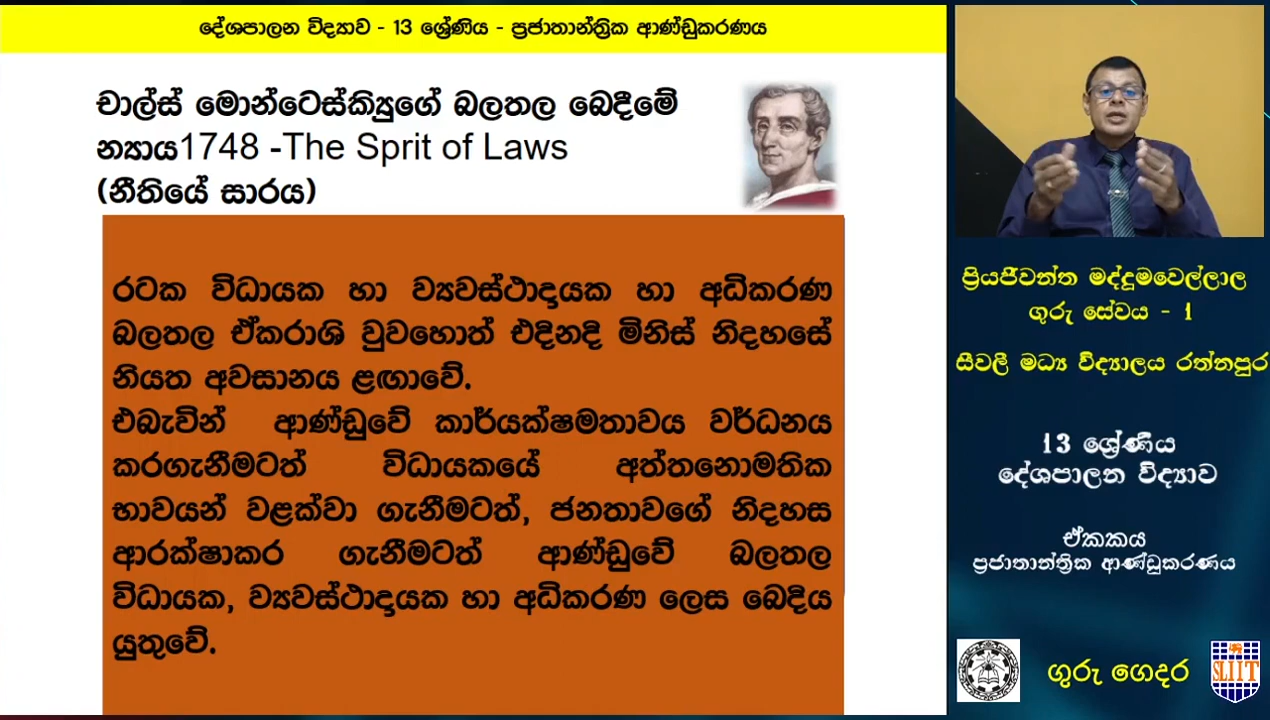 දේශපාලන විද්‍යාව - 13 ශ්‍රේණිය - ප්‍රජාතාන්ත්‍රික ආණ්ඩුකරණය
චාල්ස් මොන්ටෙස්කියුගේ බලතල බෙදීමේ
න්‍යාය1748 -The Sprit of Laws
(නීතියේ සාරය)
රටක විධායක හා ව්‍යවස්ථාදායක හා අධිකරණ
බලතල ඒකරාශි වුවහොත් එදිනදි මිනිස් නිදහසේ
නියත අවසානය ළඟාවේ.
එබැවින් ආණ්ඩුවේ කාර්යක්ෂමතාවය වර්ධනය
කරගැනීමටත් විධායකයේ අත්තනොමතික
භාවයන් වළක්වා ගැනීමටත්, ජනතාවගේ නිදහස
ආරක්ෂාකර ගැනීමටත් ආණ්ඩුවේ බලතල
විධායක, ව්‍යවස්ථාදායක හා අධිකරණ ලෙස බෙදිය
යුතුවේ.
ප්‍රියජීවන්ත මද්දූමවෙල්ලාල
ගුරු සේවය - 1
සීවලී මධ්‍ය විද්‍යාලය රත්නපුර
13 ශ්‍රේණිය
දේශපාලන විද්‍යාව
ඒකකය
ප්‍රජාතාන්ත්‍රික ආණ්ඩුකරණය
ගුරු ගෙදර
SLIIT